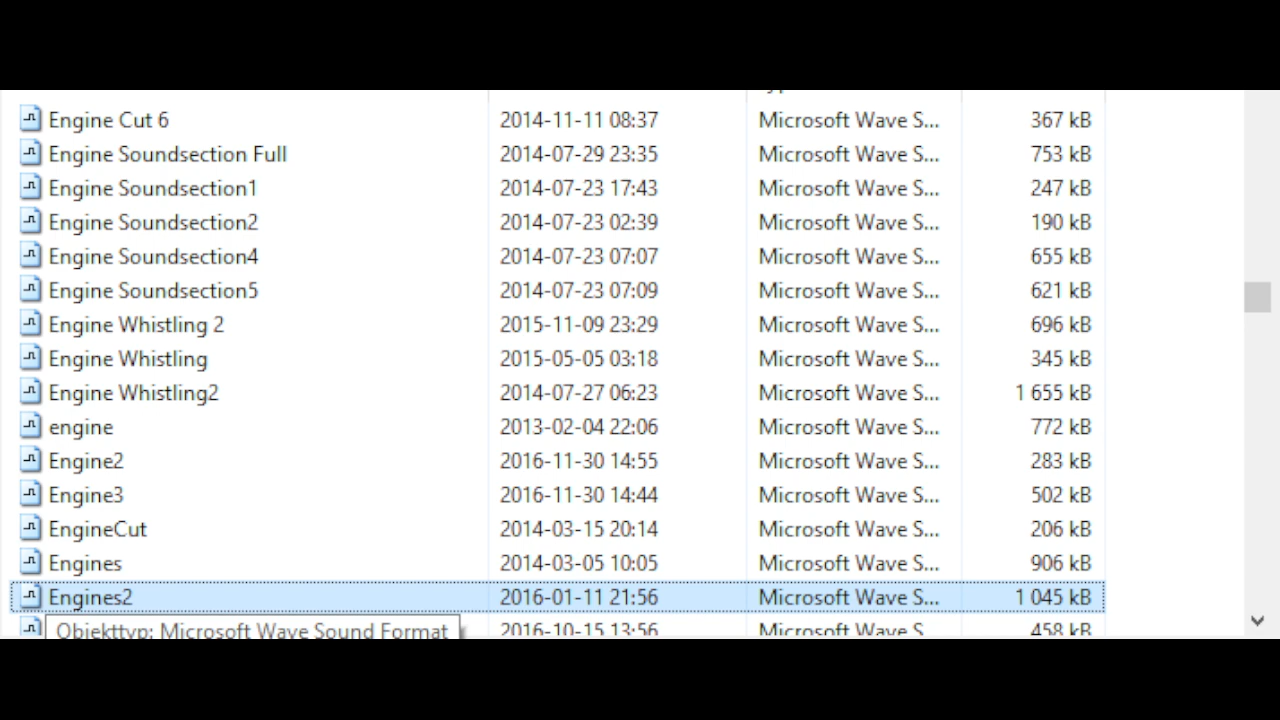 Engine Cut 6 2014-11-11 08:37 Microsoft Wave S... 367 kB
Engine Soundsection Full 2014-07-29 23:35 Microsoft Wave S... 753 kB
Engine Soundsection1 2014-07-23 17:43 Microsoft Wave S... 247 kB
Engine Soundsection2 2014-07-23 02:39 Microsoft Wave S... 190 kB
Engine Soundsection4 2014-07-23 07:07 Microsoft Wave S... 655 kB
Engine Soundsection5 2014-07-23 07:09 Microsoft Wave S... 621 kB
Engine Whistling 2 2015-11-09 23:29 Microsoft Wave S... 696 kB
Engine Whistling 2015-05-05 03:18 Microsoft Wave S... 345 kB
Engine Whistling2 2014-07-27 06:23 Microsoft Wave S... 1 655 kB
engine 2013-02-04 22:06 Microsoft Wave S... 772 kB
Engine2 2016-11-30 14:55 Microsoft Wave S... 283 kB
Engine3 2016-11-30 14:44 Microsoft Wave S... 502 kB
EngineCut 2014-03-15 20:14 Microsoft Wave S... 206 kB
Engines 2014-03-05 10:05 Microsoft Wave S... 906 kB
Engines2 2016-01-11 21:56 Microsoft Wave S... 1 045 kB
Objekttyp: Microsoft Wave Sound Format 2016-10-15 13:56 Microsoft Wave S 458 kB